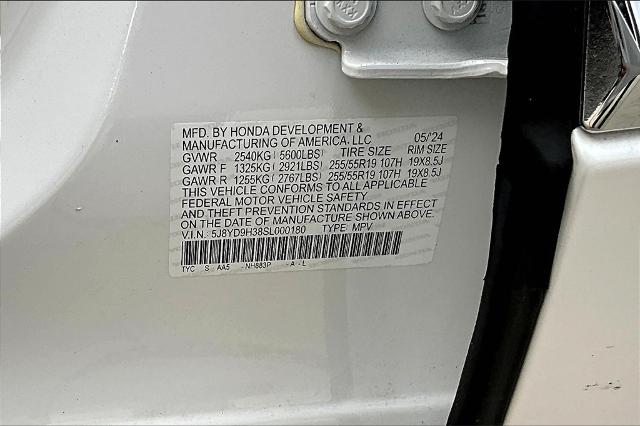 MFD. BY HONDA DEVELOPMENT & 05/'24
MANUFACTURING OF AMERICA, LLC
GVWR 2540KG( 5600LBS) TIRE SIZE RIM SIZE
GAWR F 1325KG( 2921LBS) 255/55R19 107H 19X8.5J
GAWR R 1255KG( 2767LBS) 255/55R19 107H 19X8.5J
THIS VEHICLE CONFORMS TO ALL APPLICABLE
FEDERAL MOTOR VEHICLE SAFETY
AND THEFT PREVENTION STANDARDS IN EFFECT
ON THE DATE OF MANUFACTURE SHOWN ABOVE.
V.I.N: 5J8YD9H38SL000180 TYPE: MPV
TYC S AA5 -NH883P -A -L